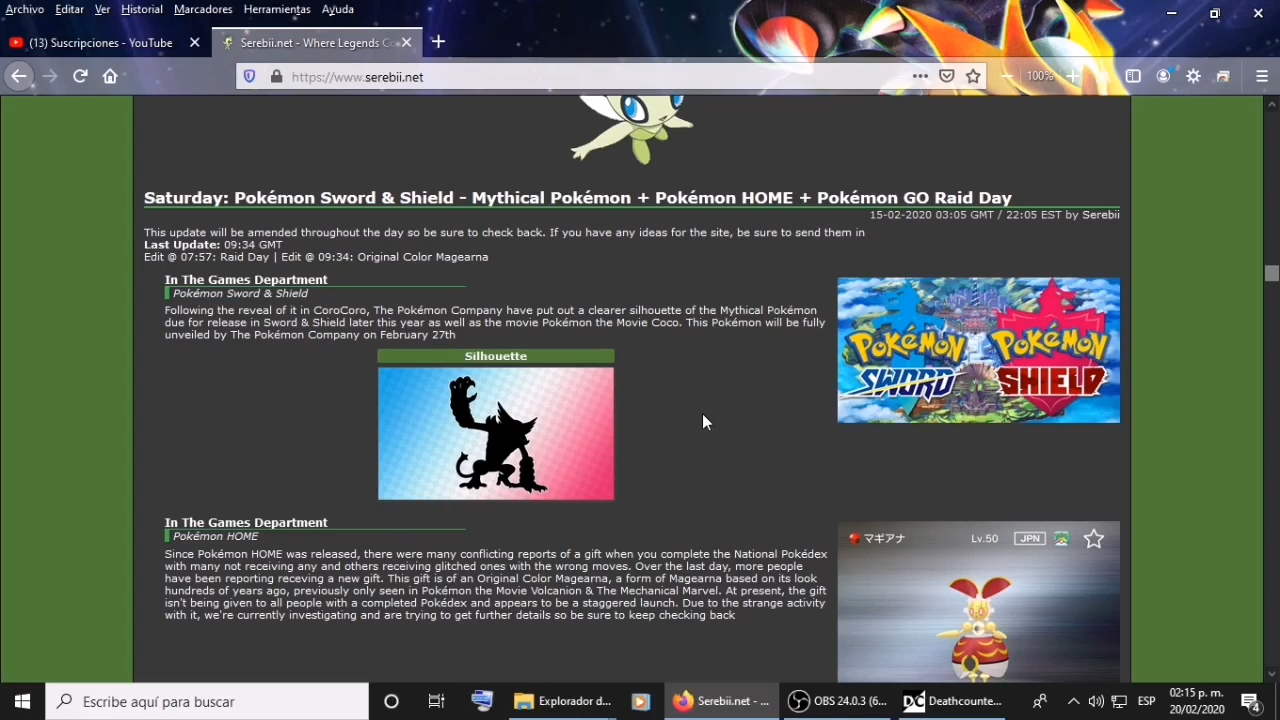 Archivo Editar Ver Historial Marcadores Herramientas Ayuda
(13) Suscripciones - YouTube
Serebii.net - Where Legends Co
https://www.serebii.net
100%
Saturday: Pokémon Sword & Shield - Mythical Pokémon + Pokémon HOME + Pokémon GO Raid Day
15-02-2020 03:05 GMT / 22:05 EST by Serebii
This update will be amended throughout the day so be sure to check back. If you have any ideas for the site, be sure to send them in
Last Update: 09:34 GMT
Edit @ 07:57: Raid Day | Edit @ 09:34: Original Color Magearna
In The Games Department
Pokémon Sword & Shield
Following the reveal of it in CoroCoro, The Pokémon Company have put out a clearer silhouette of the Mythical Pokémon
due for release in Sword & Shield later this year as well as the movie Pokémon the Movie Coco. This Pokémon will be fully
unveiled by The Pokémon Company on February 27th
Silhouette
POKéMON SWORD
POKéMON SHIELD
In The Games Department
Pokémon HOME
Since Pokémon HOME was released, there were many conflicting reports of a gift when you complete the National Pokédex
with many not receiving any and others receiving glitched ones with the wrong moves. Over the last day, more people
have been reporting receving a new gift. This gift is of an Original Color Magearna, a form of Magearna based on its look
hundreds of years ago, previously only seen in Pokémon the Movie Volcanion & The Mechanical Marvel. At present, the gift
isn't being given to all people with a completed Pokédex and appears to be a staggered launch. Due to the strange activity
with it, we're currently investigating and are trying to get further details so be sure to keep checking back
マギアナ Lv.50 JPN
Escribe aquí para buscar
Explorador d...
Serebii.net - ...
OBS 24.0.3 (6...
DC Deathcounte...
ESP
02:15 p. m.
20/02/2020
4